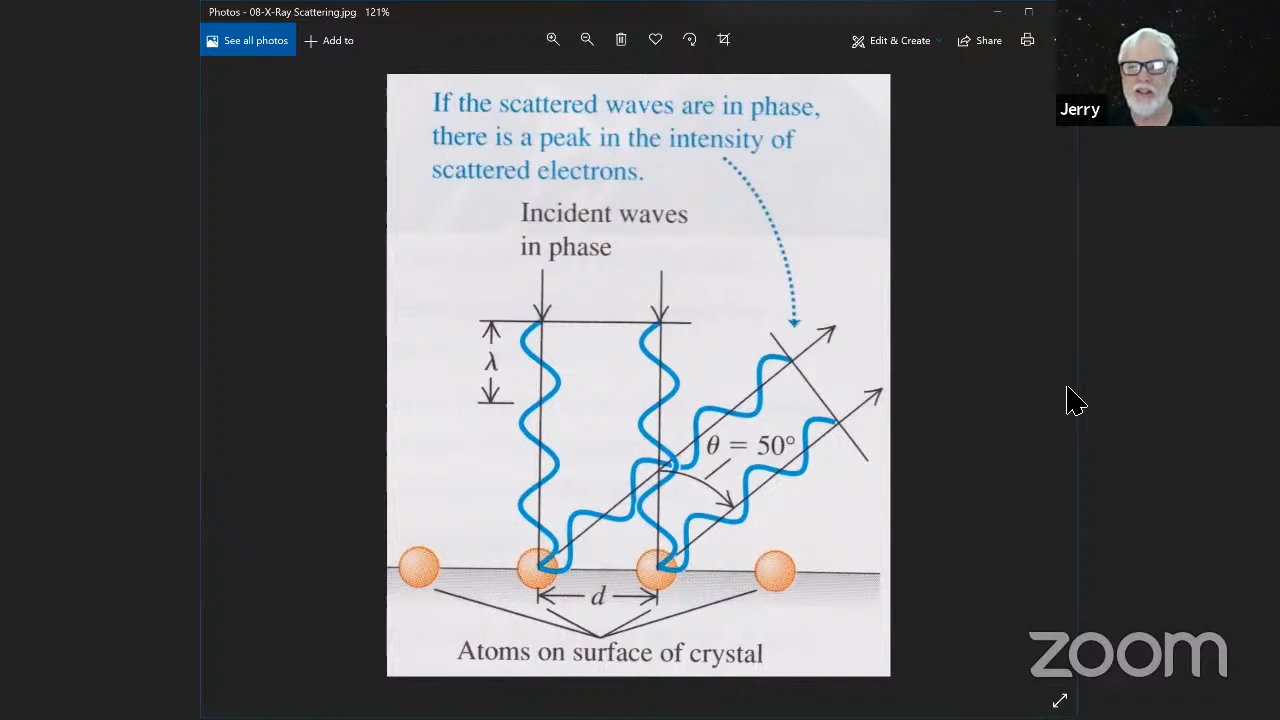 Photos - 08-X-Ray Scattering.jpg 121%
See all photos
Add to
Edit & Create
Share
Jerry
If the scattered waves are in phase,
there is a peak in the intensity of
scattered electrons.
Incident waves
in phase
λ
θ = 50°
d
Atoms on surface of crystal
zoom